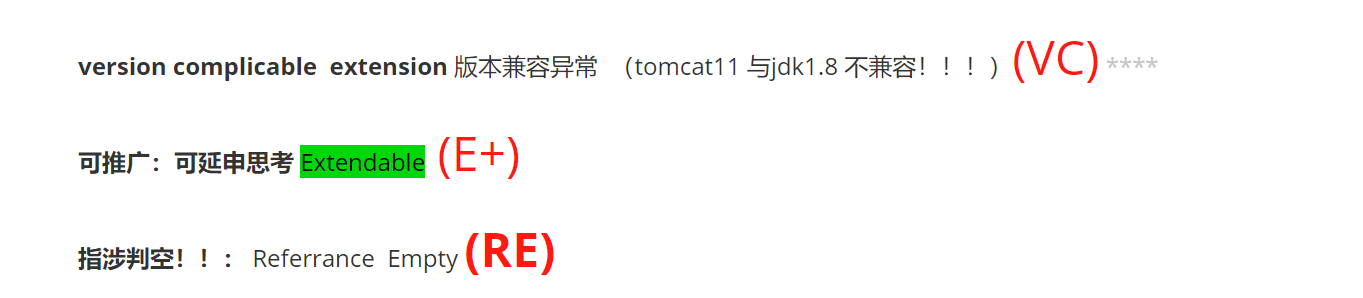 version complicable  extension 版本兼容异常  （tomcat11 与jdk1.8 不兼容！！！）(VC) ****
可推广：可延申思考 Extendable  (E+)
指涉判空！！： Referrance  Empty (RE)